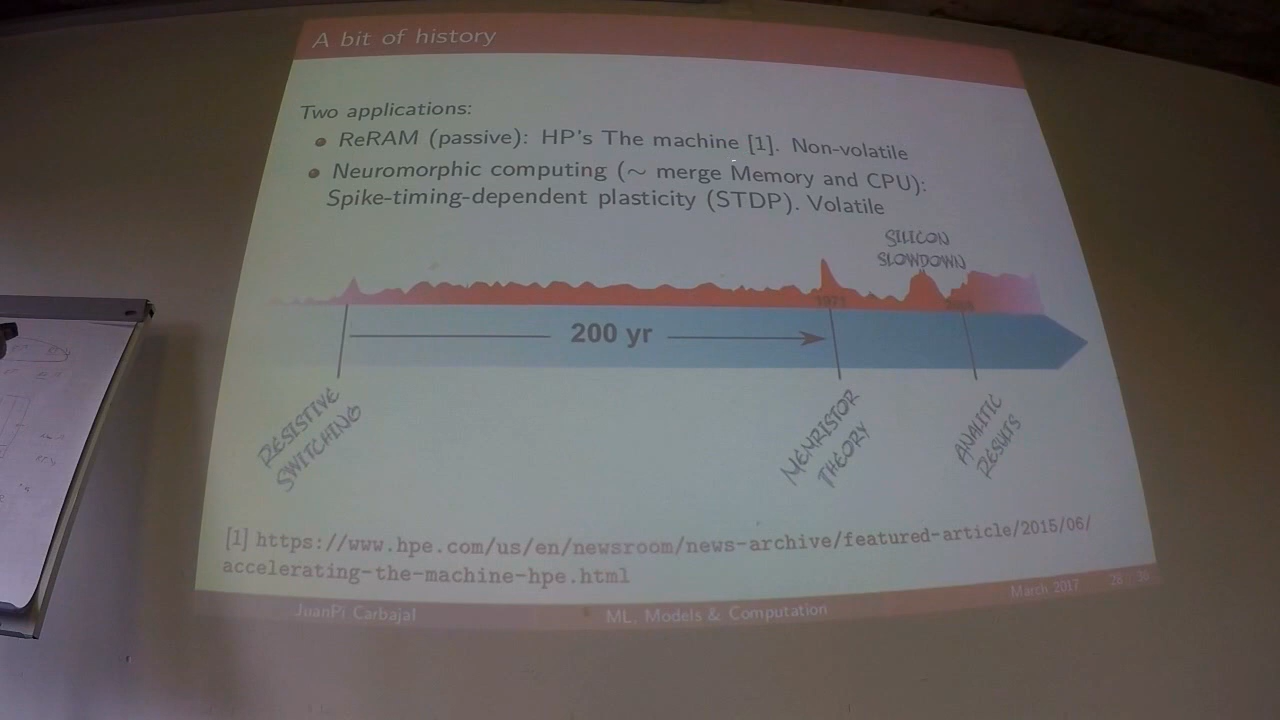 A bit of history
Two applications:
ReRAM (passive): HP's The machine [1]. Non-volatile
Neuromorphic computing (∼ merge Memory and CPU):
Spike-timing-dependent plasticity (STDP). Volatile
SILICON
SLOWDOWN
1971
200 yr
RESISTIVE
SWITCHING
MEMRISTOR
THEORY
ANALITIC
RESULTS
[1] https://www.hpe.com/us/en/newsroom/news-archive/featured-article/2015/06/
accelerating-the-machine-hpe.html
JuanPi Carbajal
ML, Models & Computation
March 2017